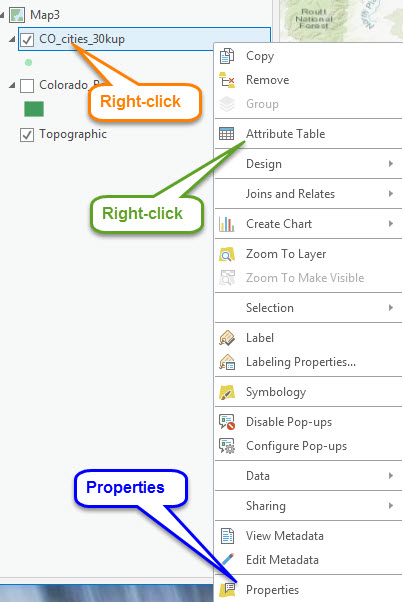 Map3
CO_cities_30kup
Colorado
Topographic
Right-click
Right-click
Properties
Copy
Remove
Group
Attribute Table
Design
Joins and Relates
Create Chart
Zoom To Layer
Zoom To Make Visible
Selection
Label
Labeling Properties...
Symbology
Disable Pop-ups
Configure Pop-ups
Data
Sharing
View Metadata
Edit Metadata
Properties
Routt
National
Forest